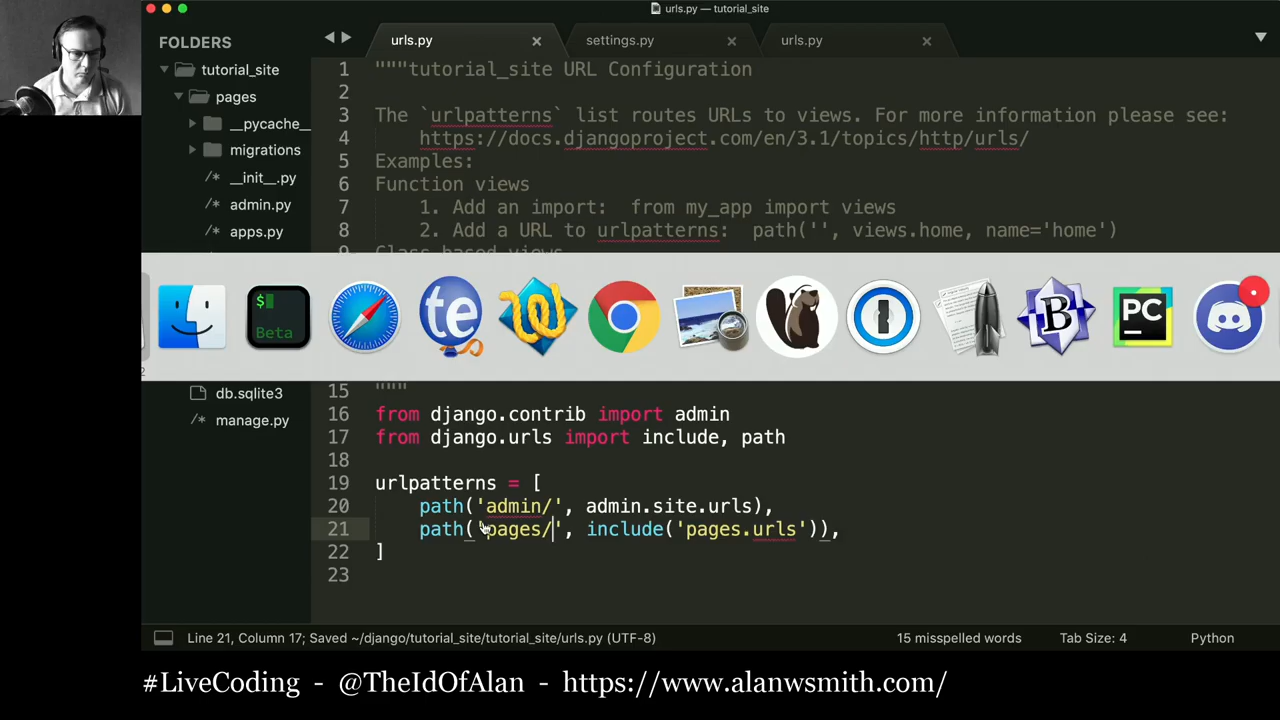 urls.py — tutorial_site
FOLDERS
tutorial_site
pages
__pycache__
migrations
/* __init__.py
/* admin.py
/* apps.py
db.sqlite3
/* manage.py
urls.py
settings.py
urls.py
1 """tutorial_site URL Configuration
2
3 The `urlpatterns` list routes URLs to views. For more information please see:
4 https://docs.djangoproject.com/en/3.1/topics/http/urls/
5 Examples:
6 Function views
7 1. Add an import:  from my_app import views
8 2. Add a URL to urlpatterns:  path('', views.home, name='home')
9 Class-based views
$
Beta
te
B
PC
15 """
16 from django.contrib import admin
17 from django.urls import include, path
18
19 urlpatterns = [
20 path('admin/', admin.site.urls),
21 path('pages/', include('pages.urls')),
22 ]
23
Line 21, Column 17; Saved ~/django/tutorial_site/tutorial_site/urls.py (UTF-8)
15 misspelled words
Tab Size: 4
Python
#LiveCoding - @TheIdOfAlan - https://www.alanwsmith.com/